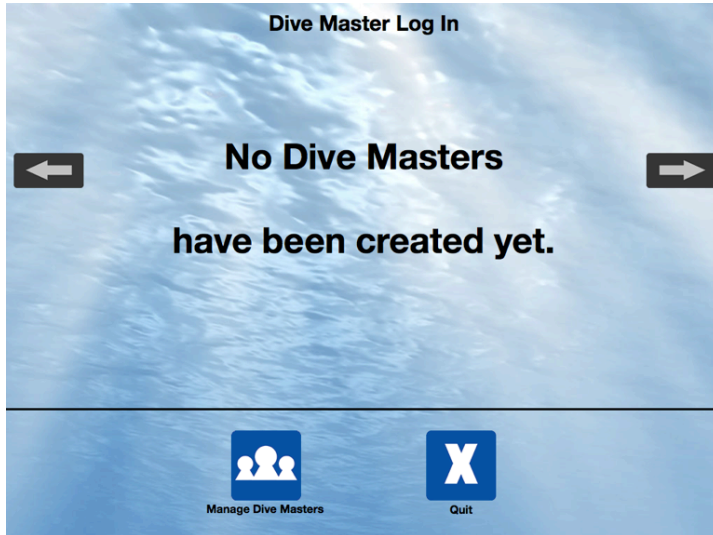 Dive Master Log In
No Dive Masters
have been created yet.
Manage Dive Masters
X
Quit